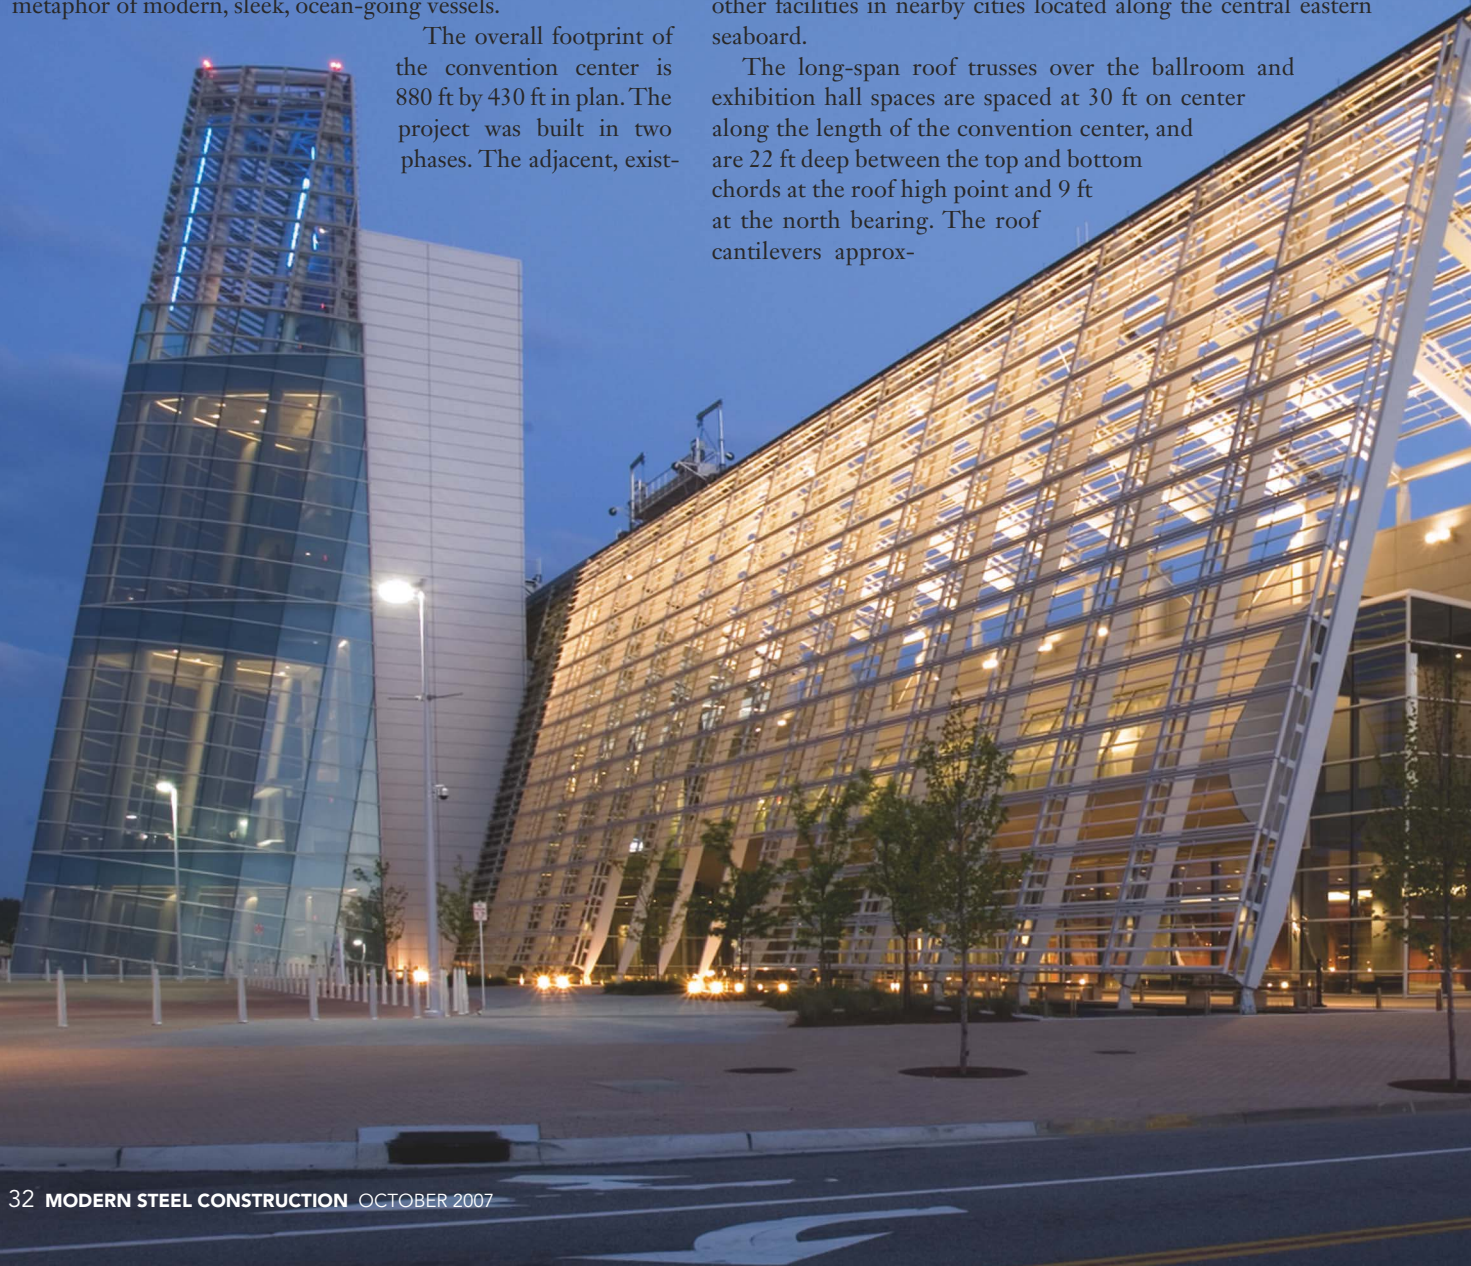 metaphor of modern, sleek, ocean-going vessels.
The overall footprint of
the convention center is
880 ft by 430 ft in plan. The
project was built in two
phases. The adjacent, exist-
other facilities in nearby cities located along the central eastern
seaboard.
The long-span roof trusses over the ballroom and
exhibition hall spaces are spaced at 30 ft on center
along the length of the convention center, and
are 22 ft deep between the top and bottom
chords at the roof high point and 9 ft
at the north bearing. The roof
cantilevers approx-
32 MODERN STEEL CONSTRUCTION OCTOBER 2007